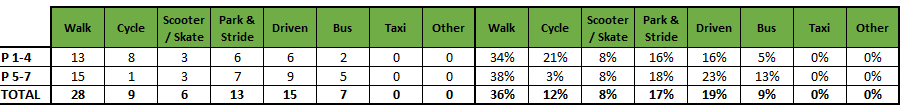 Walk Cycle Scooter / Skate Park & Stride Driven Bus Taxi Other Walk Cycle Scooter / Skate Park & Stride Driven Bus Taxi Other
P 1-4 13 8 3 6 6 2 0 0 34% 21% 8% 16% 16% 5% 0% 0%
P 5-7 15 1 3 7 9 5 0 0 38% 3% 8% 18% 23% 13% 0% 0%
TOTAL 28 9 6 13 15 7 0 0 36% 12% 8% 17% 19% 9% 0% 0%